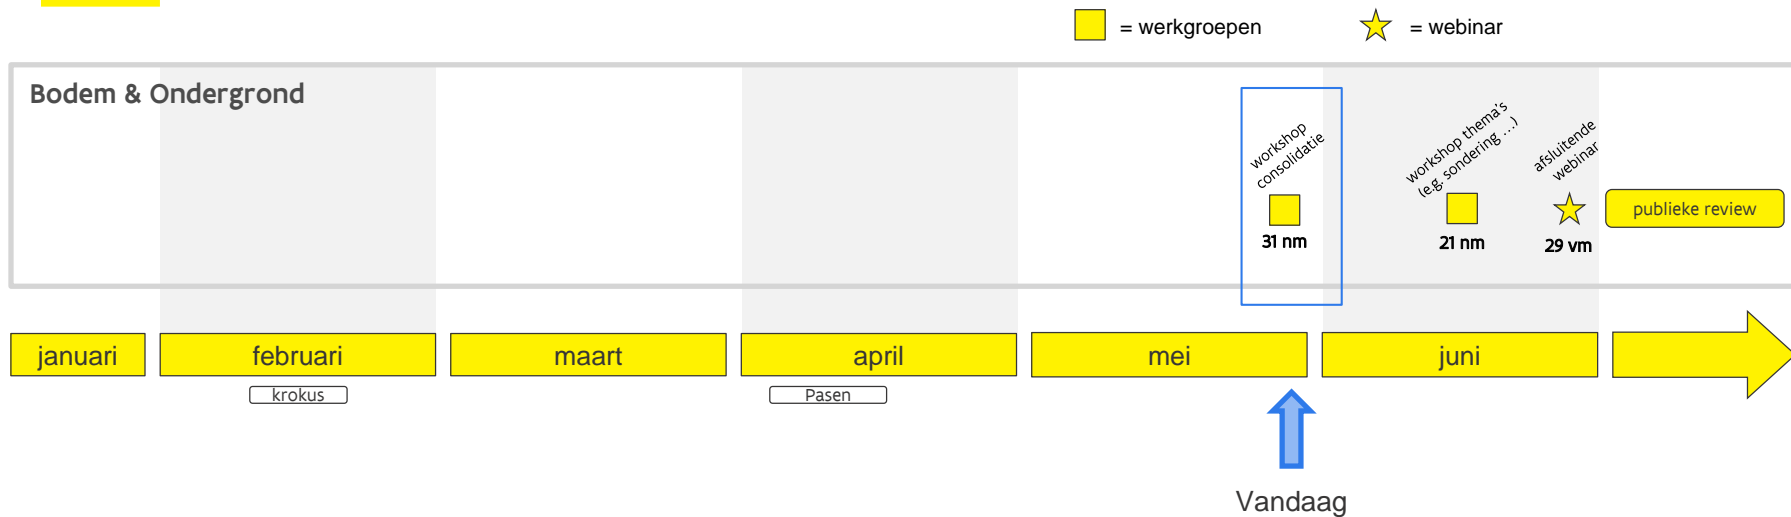 = werkgroepen
= webinar
Bodem & Ondergrond
workshop
consolidatie
31 nm
workshop thema's
(e.g. sondering ...)
21 nm
afsluitende
webinar
29 vm
publieke review
januari
februari
maart
april
mei
juni
krokus
Pasen
Vandaag